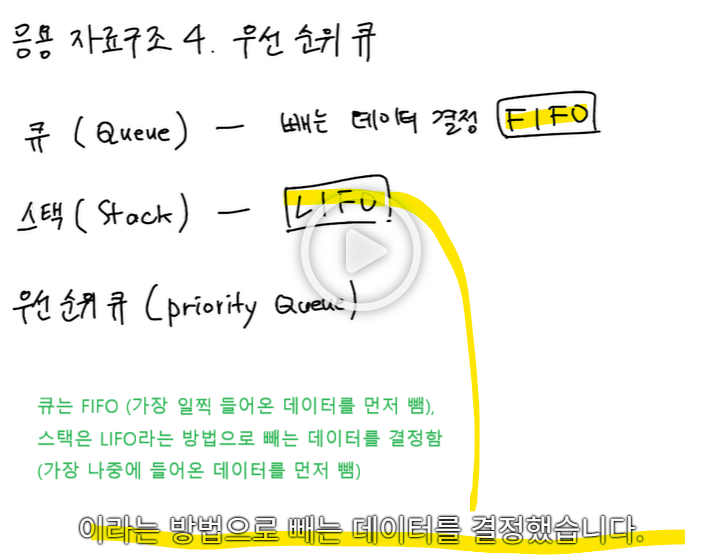 응용 자료구조 4. 우선 순위 큐
큐 (Queue) — 빼는 데이터 결정 FIFO
스택 (Stack) — LIFO
우선 순위 큐 (priority Queue)
큐는 FIFO (가장 일찍 들어온 데이터를 먼저 뺌),
스택은 LIFO라는 방법으로 빼는 데이터를 결정함
(가장 나중에 들어온 데이터를 먼저 뺌)
이라는 방법으로 빼는 데이터를 결정했습니다.